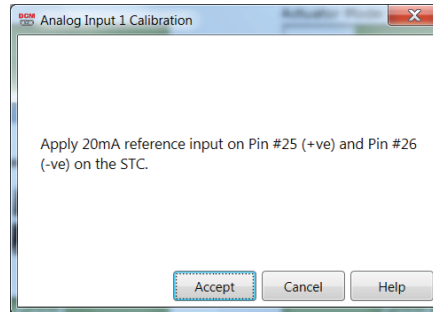 DCM
Analog Input 1 Calibration
Apply 20mA reference input on Pin #25 (+ve) and Pin #26
(-ve) on the STC.
Accept Cancel Help